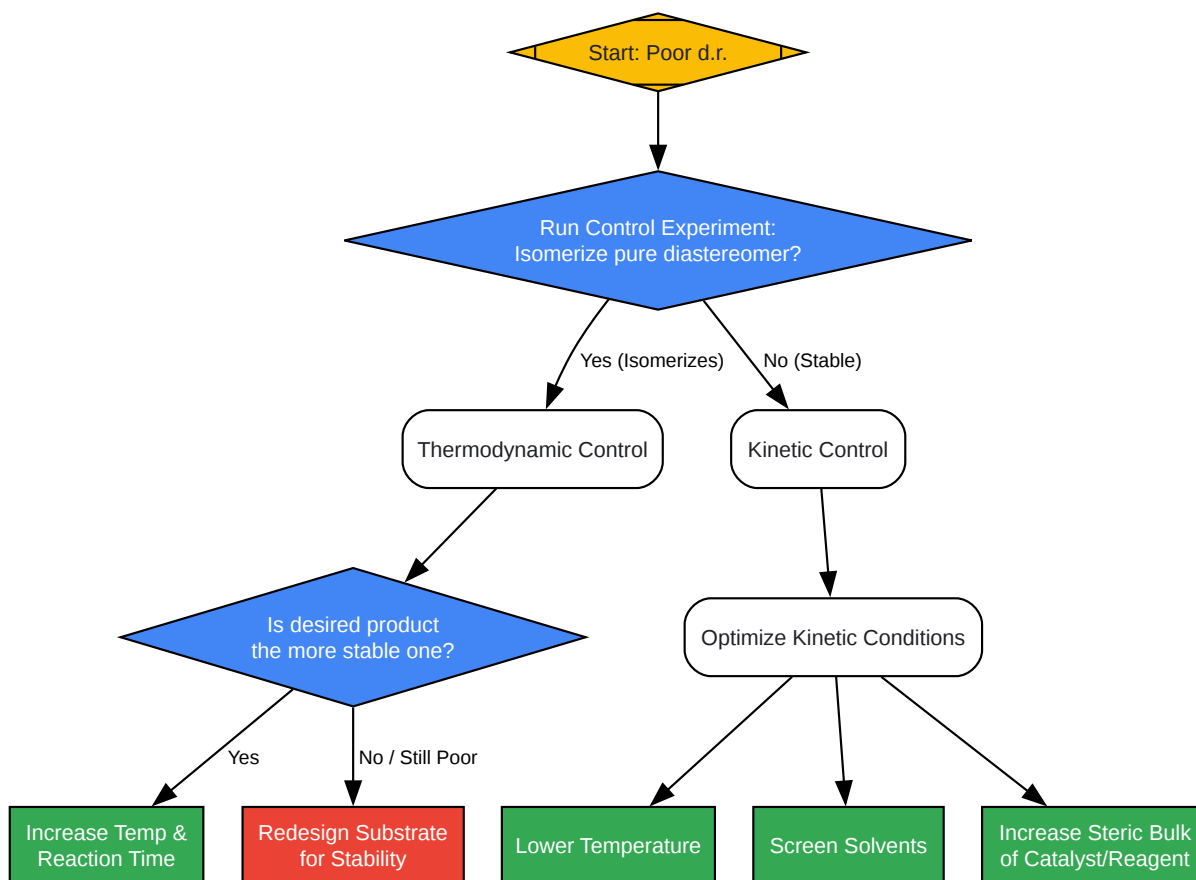 Start: Poor d.r.
Run Control Experiment:
Isomerize pure diastereomer?
Yes (Isomerizes)
No (Stable)
Thermodynamic Control
Kinetic Control
Is desired product
the more stable one?
Optimize Kinetic Conditions
Yes
No / Still Poor
Increase Temp &
Reaction Time
Redesign Substrate
for Stability
Lower Temperature
Screen Solvents
Increase Steric Bulk
of Catalyst/Reagent